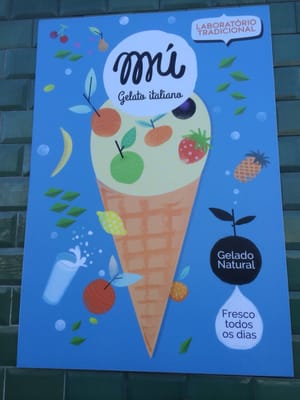 LABORATÓRIO
TRADICIONAL
mú
Gelato italiano
Gelado
Natural
Fresco
todos
os dias